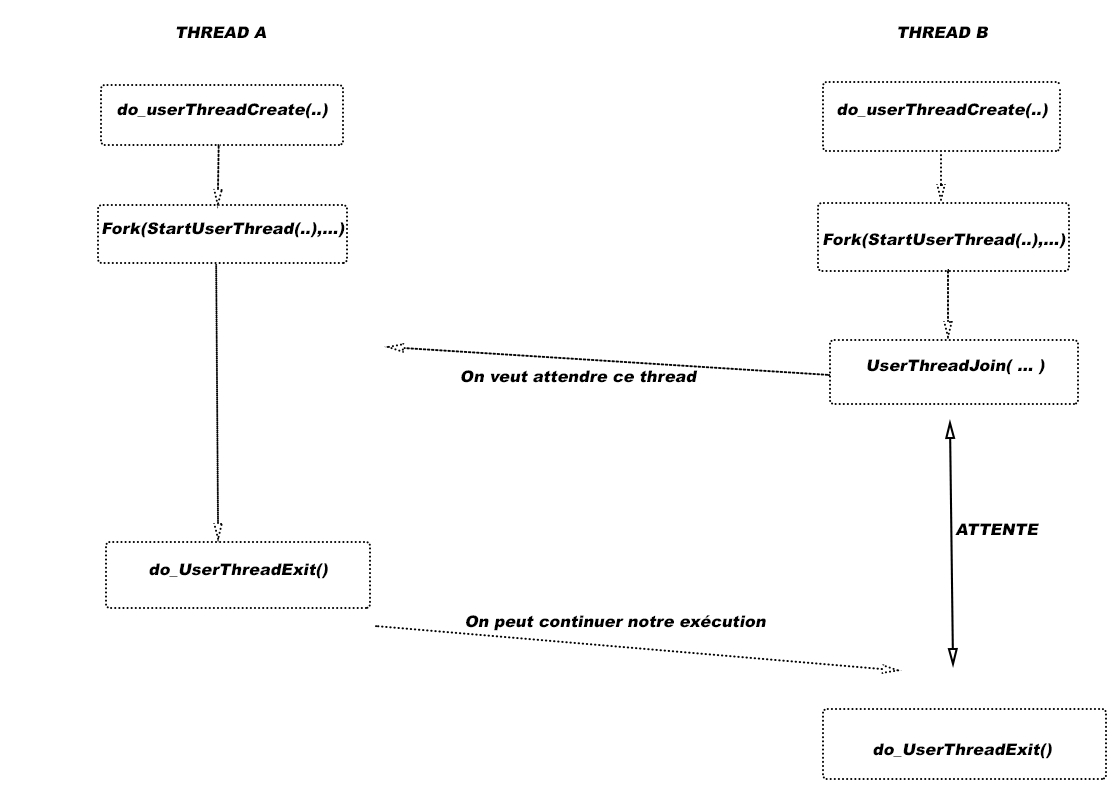 THREAD A
THREAD B
do_userThreadCreate(..)
do_userThreadCreate(..)
Fork(StartUserThread(..),...)
Fork(StartUserThread(..),...)
UserThreadJoin( ... )
On veut attendre ce thread
ATTENTE
do_UserThreadExit()
On peut continuer notre exécution
do_UserThreadExit()